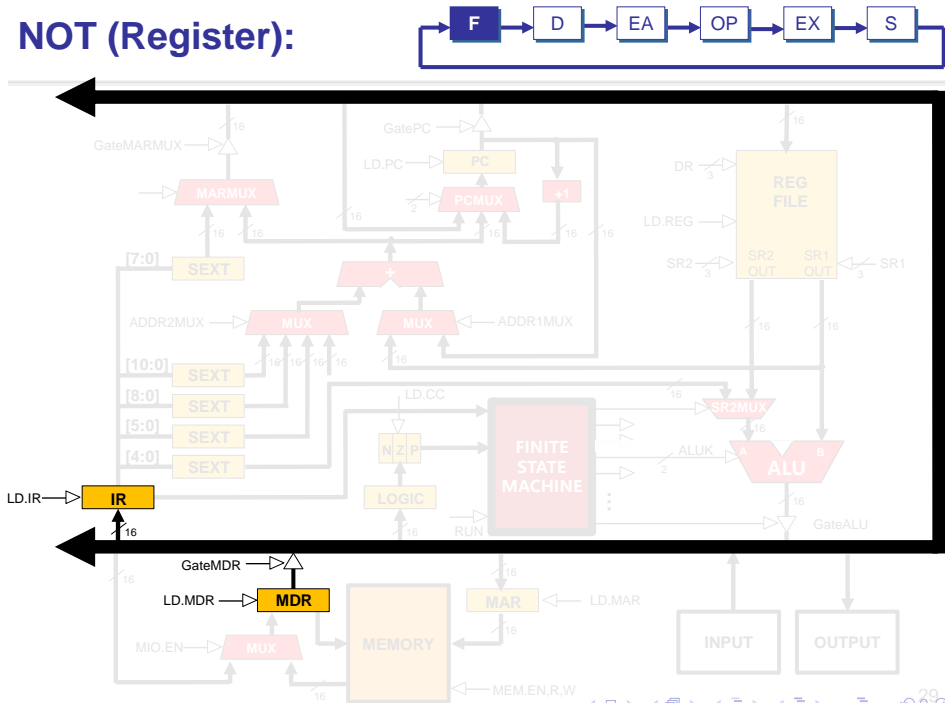 NOT (Register):
F D EA OP EX S
16 16
GateMARMUX GatePC
LD.PC PC DR 3
MARMUX 2 PCMUX +1 REG FILE
16 16 16 16 16 16 LD.REG
[7:0] SEXT SR2 3 SR2 OUT SR1 OUT 3 SR1
+
ADDR2MUX MUX MUX ADDR1MUX 16 16
16 16 16 16 16
[10:0] SEXT
[8:0] SEXT LD.CC 16 SR2MUX
[5:0] SEXT N Z P FINITE STATE MACHINE 16
[4:0] SEXT ALUK 2 A ALU B
LD.IR IR LOGIC 16
16 RUN GateALU
GateMDR
16 16
LD.MDR MDR MAR LD.MAR
16
MIO.EN MUX MEMORY INPUT OUTPUT
16 MEM.EN,R,W
29